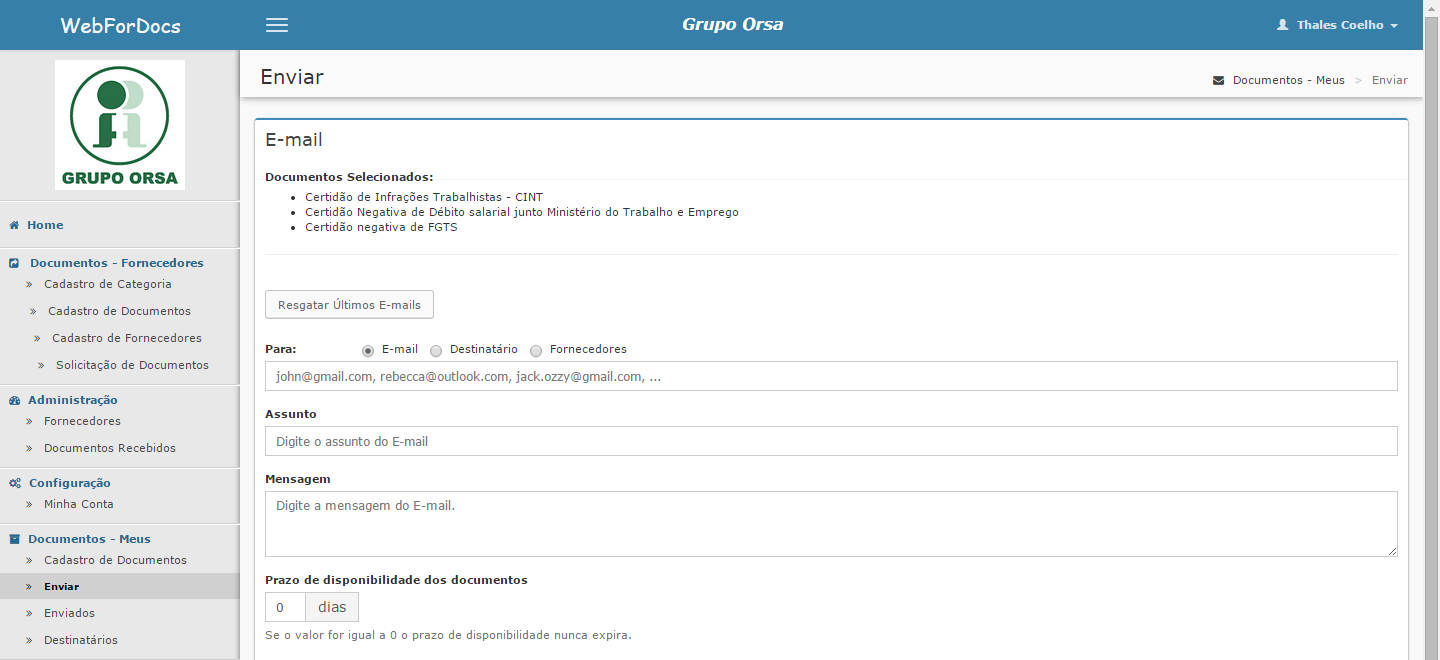 WebForDocs
Grupo Orsa
Thales Coelho
GRUPO ORSA
Home
Documentos - Fornecedores
» Cadastro de Categoria
» Cadastro de Documentos
» Cadastro de Fornecedores
» Solicitação de Documentos
Administração
» Fornecedores
» Documentos Recebidos
Configuração
» Minha Conta
Documentos - Meus
» Cadastro de Documentos
» Enviar
» Enviados
» Destinatários
Enviar
Documentos - Meus > Enviar
E-mail
Documentos Selecionados:
• Certidão de Infrações Trabalhistas - CINT
• Certidão Negativa de Débito salarial junto Ministério do Trabalho e Emprego
• Certidão negativa de FGTS
Resgatar Últimos E-mails
Para: E-mail Destinatário Fornecedores
john@gmail.com, rebecca@outlook.com, jack.ozzy@gmail.com, ...
Assunto
Digite o assunto do E-mail
Mensagem
Digite a mensagem do E-mail.
Prazo de disponibilidade dos documentos
0 dias
Se o valor for igual a 0 o prazo de disponibilidade nunca expira.